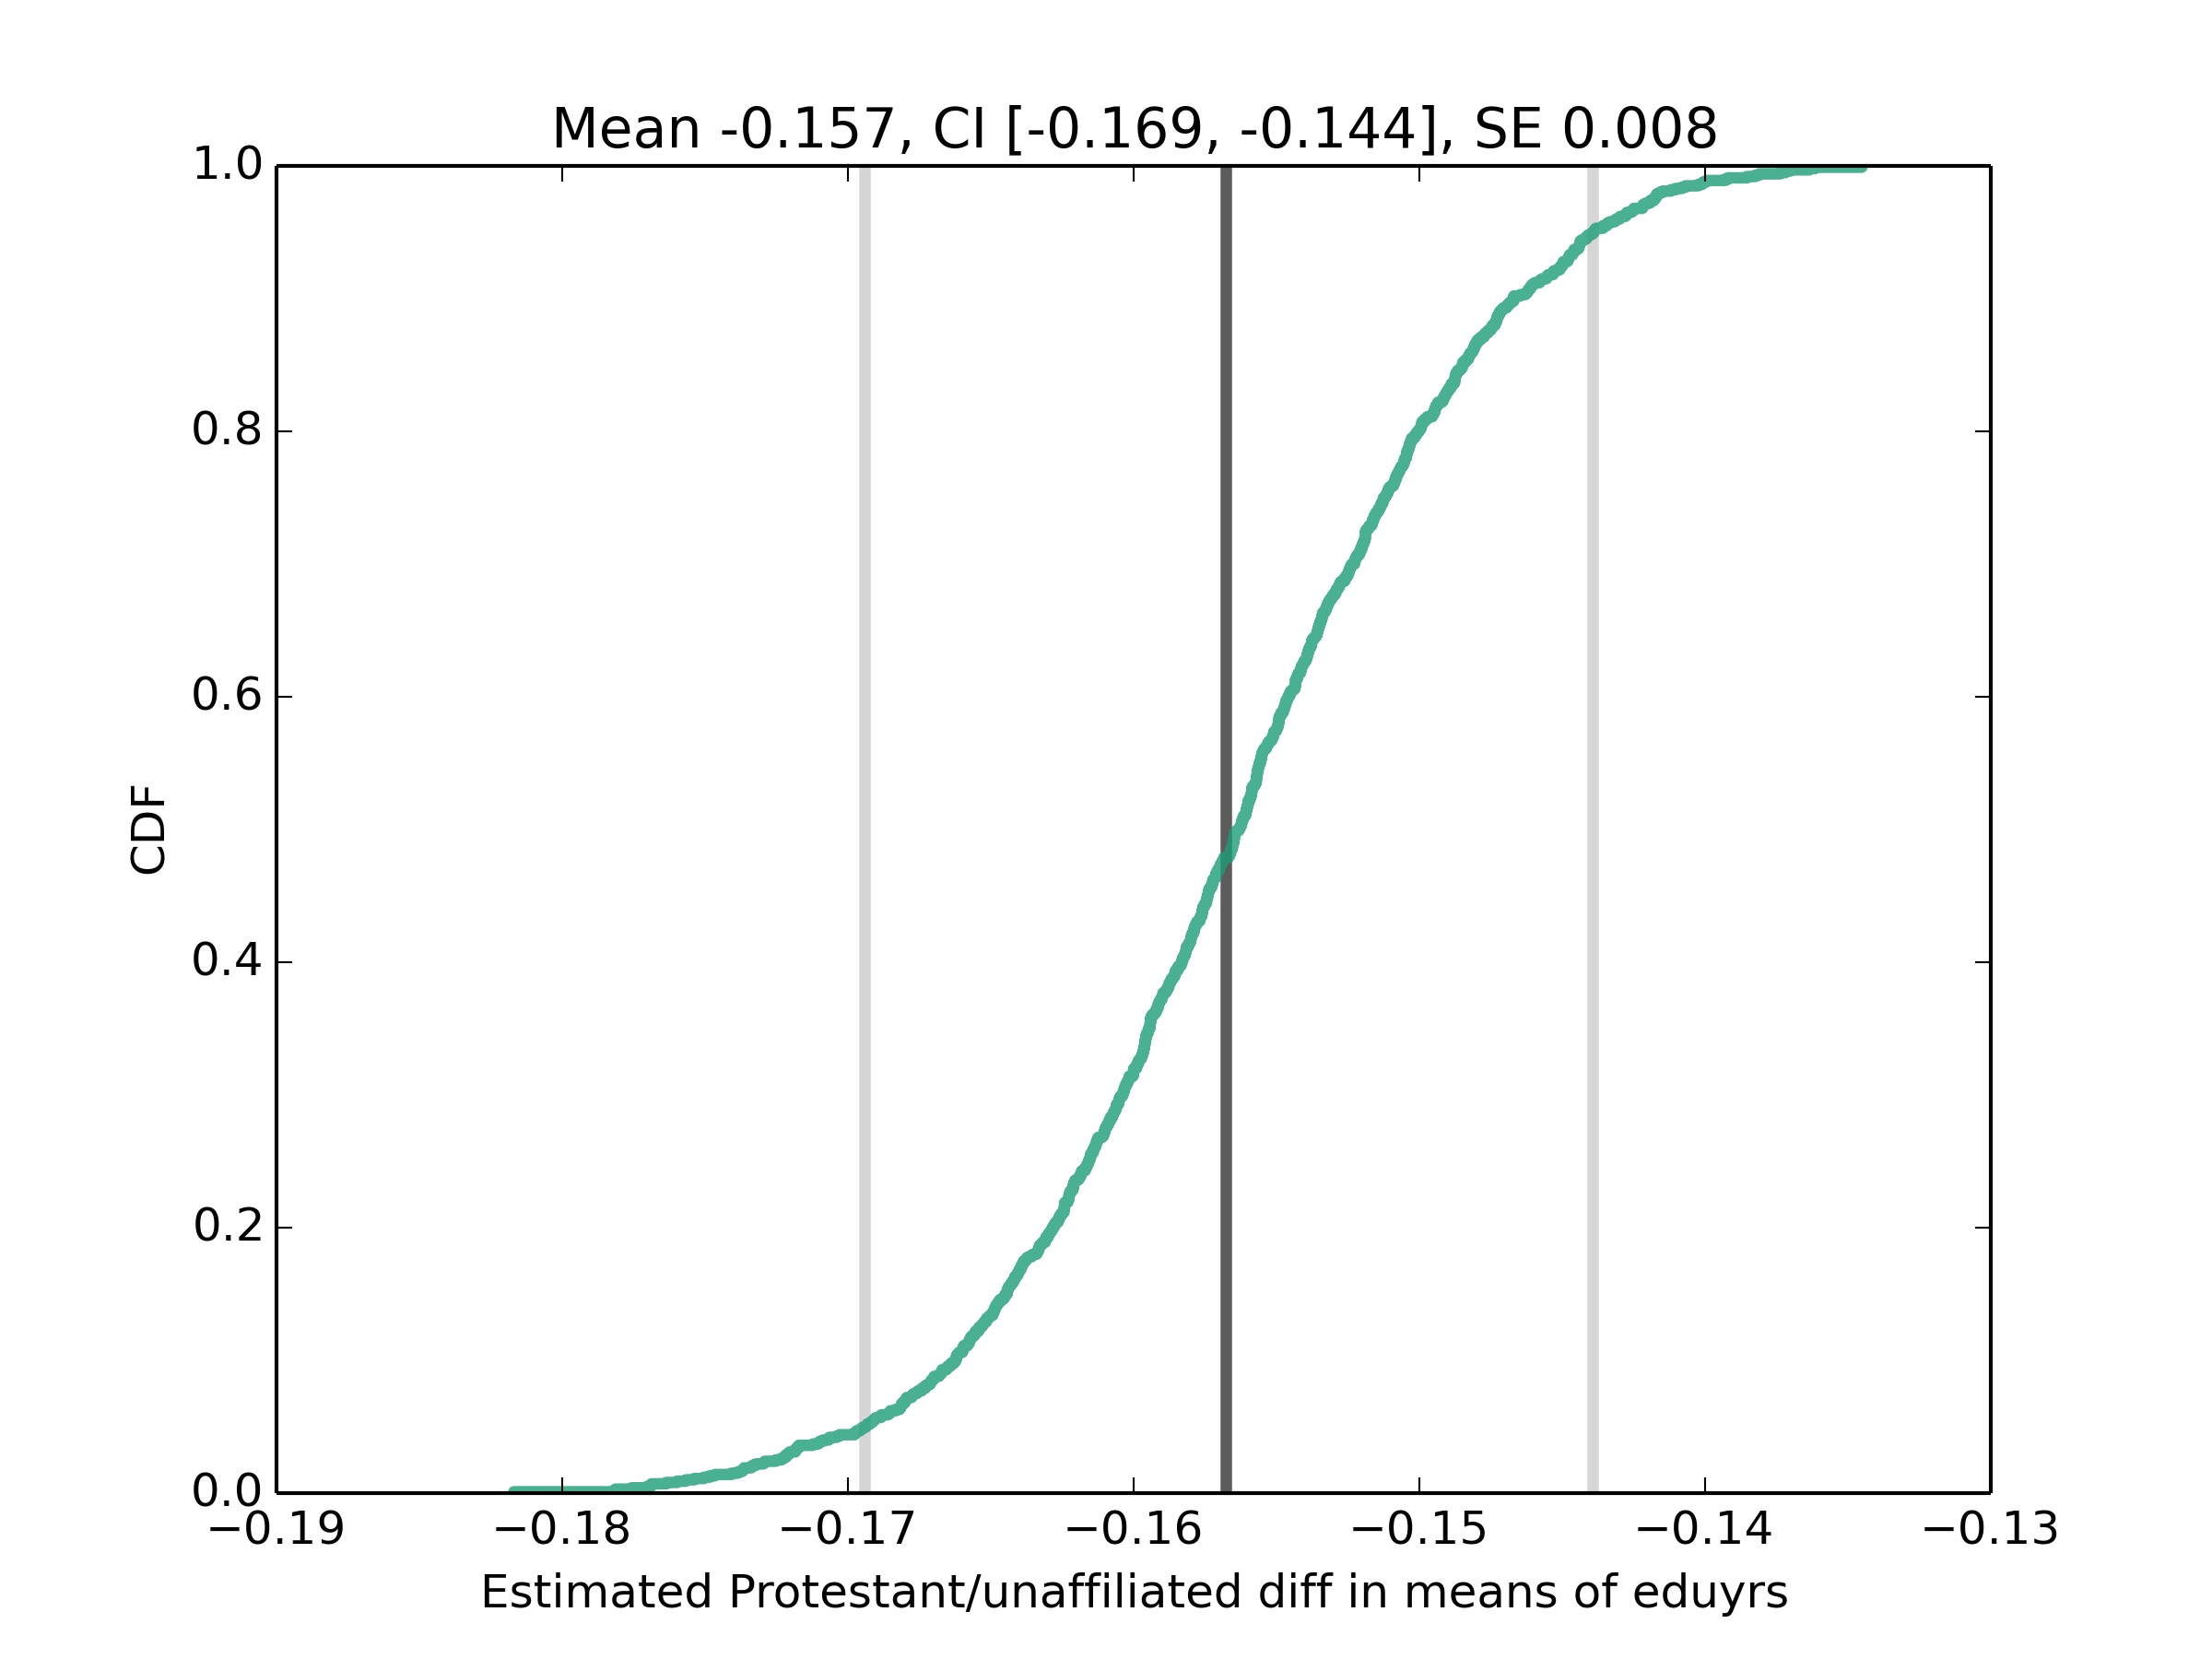 Mean -0.157, CI [-0.169, -0.144], SE 0.008
1.0
0.8
0.6
0.4
0.2
0.0
CDF
−0.19 −0.18 −0.17 −0.16 −0.15 −0.14 −0.13
Estimated Protestant/unaffiliated diff in means of eduyrs